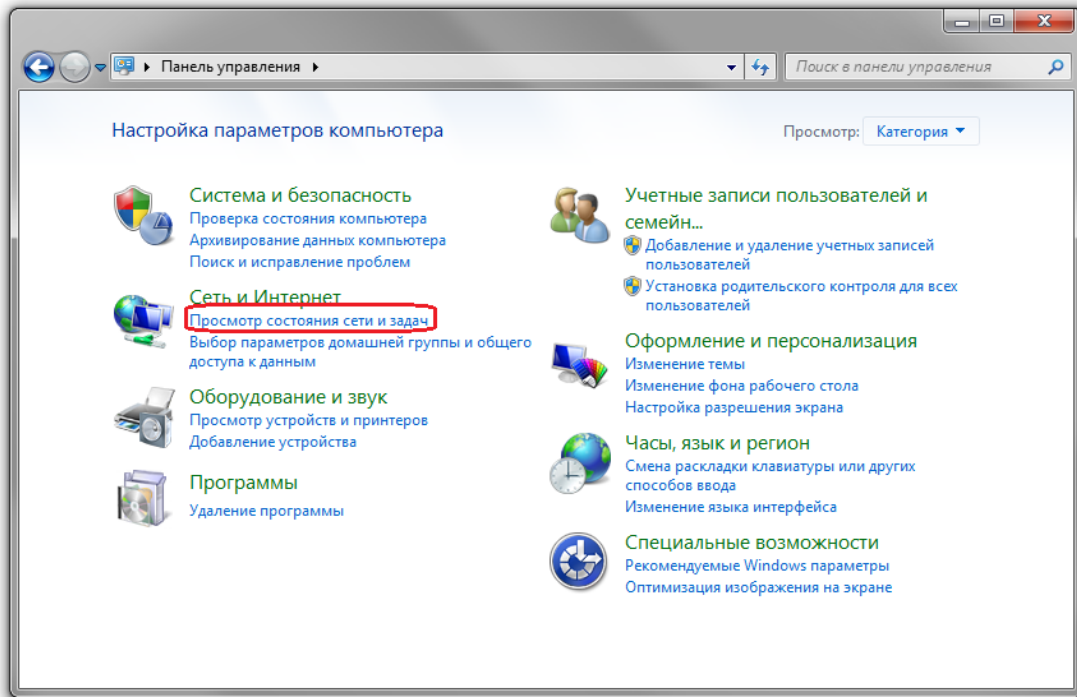 Панель управления
Поиск в панели управления
Настройка параметров компьютера
Просмотр: Категория
Система и безопасность
Проверка состояния компьютера
Архивирование данных компьютера
Поиск и исправление проблем
Сеть и Интернет
Просмотр состояния сети и задач
Выбор параметров домашней группы и общего
доступа к данным
Оборудование и звук
Просмотр устройств и принтеров
Добавление устройства
Программы
Удаление программы
Учетные записи пользователей и
семейн...
Добавление и удаление учетных записей
пользователей
Установка родительского контроля для всех
пользователей
Оформление и персонализация
Изменение темы
Изменение фона рабочего стола
Настройка разрешения экрана
Часы, язык и регион
Смена раскладки клавиатуры или других
способов ввода
Изменение языка интерфейса
Специальные возможности
Рекомендуемые Windows параметры
Оптимизация изображения на экране